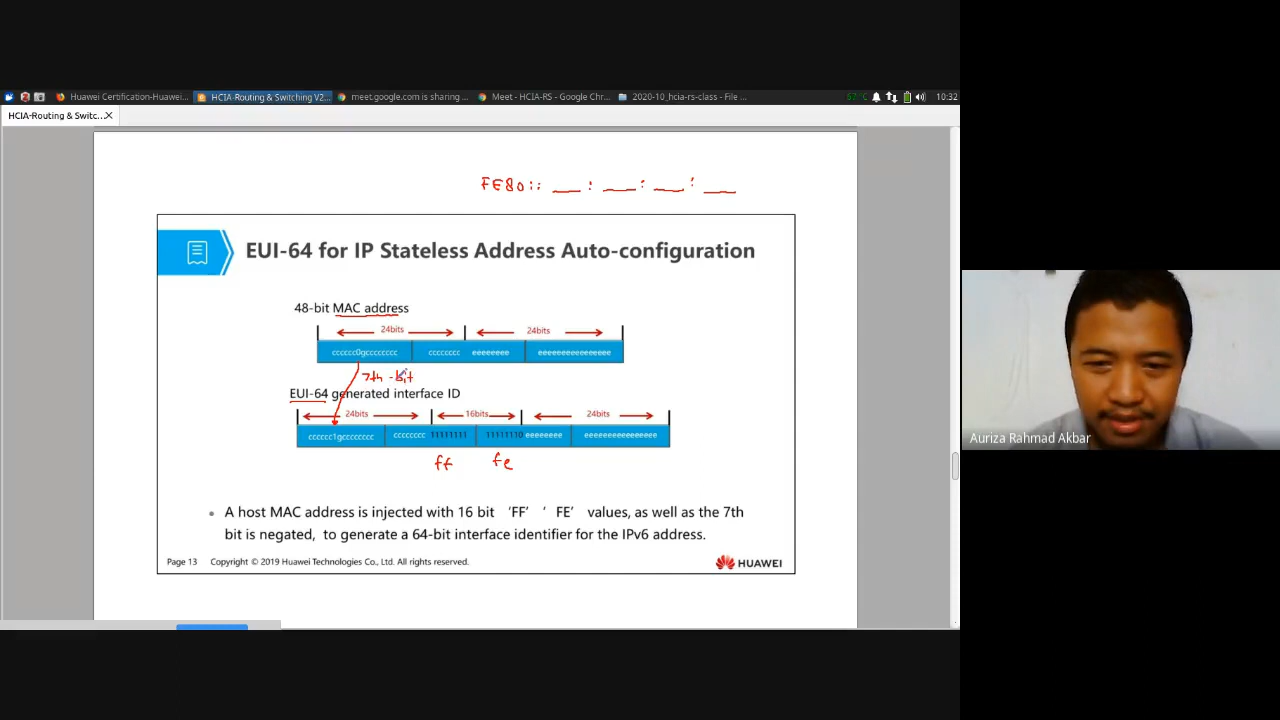 Huawei Certification-Huawei... HCIA-Routing & Switching V2... meet.google.com is sharing ... Meet - HCIA-RS - Google Chr... 2020-10_hcia-rs-class - File ... 67°C 10:32
HCIA-Routing & Switc...
FE80:: __ : __ : __ : __
EUI-64 for IP Stateless Address Auto-configuration
48-bit MAC address
24bits 24bits
cccccc0gcccccccc cccccccc eeeeeeee eeeeeeeeeeeeeeee
7th-bit
EUI-64 generated interface ID
24bits 16bits 24bits
cccccc1gcccccccc cccccccc 11111111 11111110 eeeeeeee eeeeeeeeeeeeeeee
ff fe
Auriza Rahmad Akbar
• A host MAC address is injected with 16 bit ‘FF’ ‘ FE’ values, as well as the 7th
bit is negated, to generate a 64-bit interface identifier for the IPv6 address.
Page 13 Copyright © 2019 Huawei Technologies Co., Ltd. All rights reserved.
HUAWEI